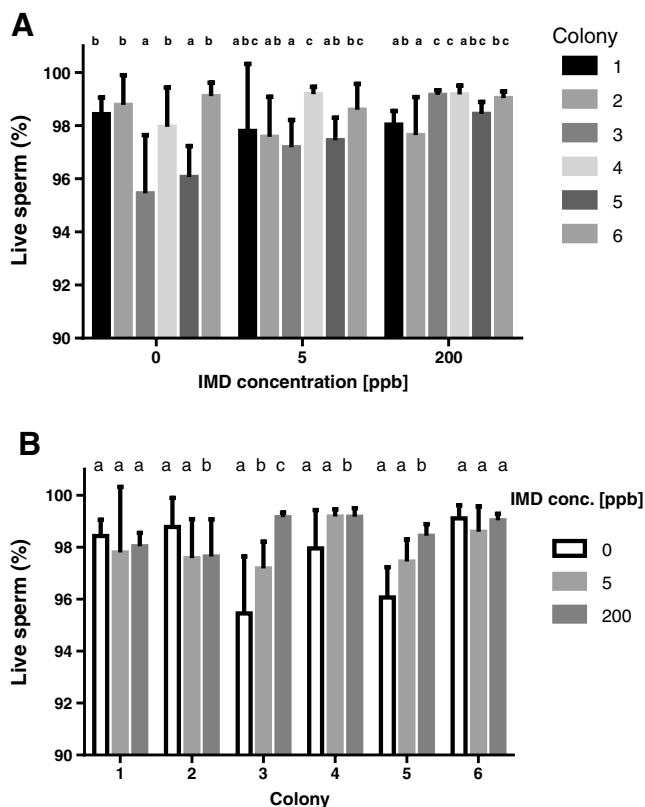 A
b b a b a b abc ab a c ab bc ab a c c abc bc
Colony
1
2
3
4
5
6
Live sperm (%)
100
98
96
94
92
90
0 5 200
IMD concentration [ppb]
B
a a a a a b a b c a a b a a b a a a
IMD conc. [ppb]
0
5
200
Live sperm (%)
100
98
96
94
92
90
1 2 3 4 5 6
Colony